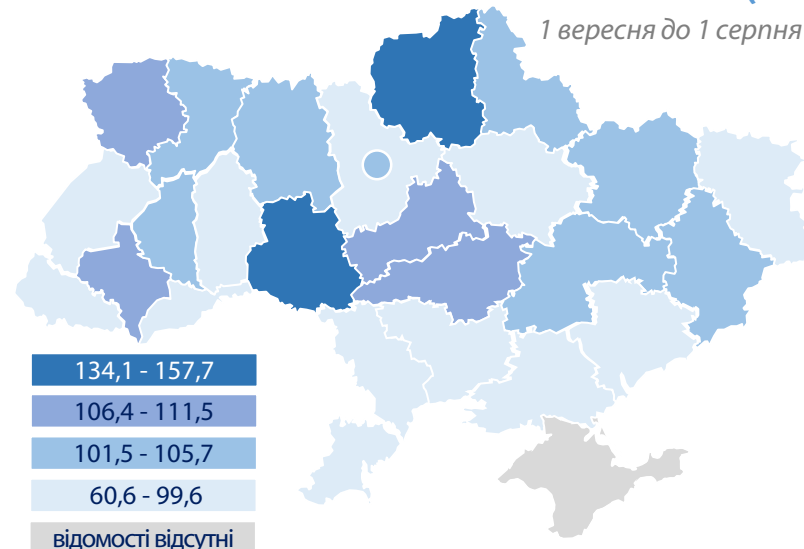 1 вересня до 1 серпня
134,1 - 157,7
106,4 - 111,5
101,5 - 105,7
60,6 - 99,6
відомості відсутні